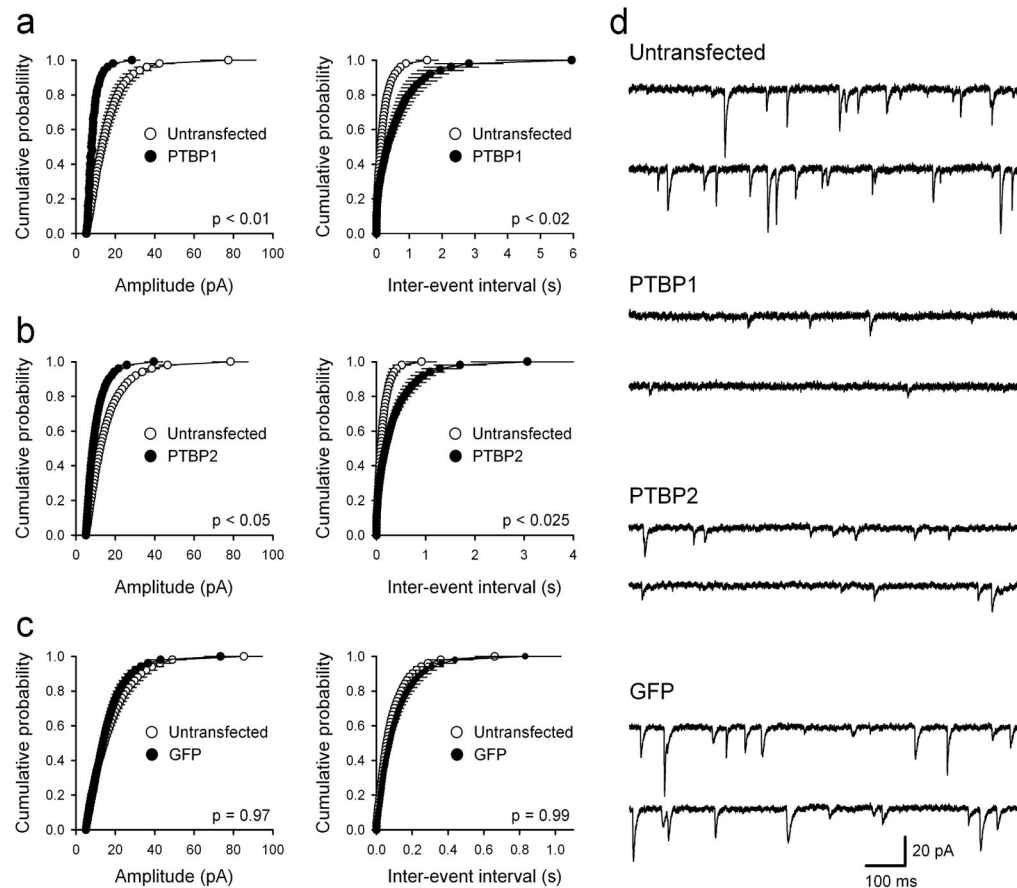 a
Cumulative probablility
1.0
0.8
0.6
0.4
0.2
0.0
Untransfected
PTBP1
p < 0.01
0 20 40 60 80 100
Amplitude (pA)
Cumulative probability
1.0
0.8
0.6
0.4
0.2
0.0
Untransfected
PTBP1
p < 0.02
0 1 2 3 4 5 6
Inter-event interval (s)
b
Cumulative probability
1.0
0.8
0.6
0.4
0.2
0.0
Untransfected
PTBP2
p < 0.05
0 20 40 60 80 100
Amplitude (pA)
Cumulative probability
1.0
0.8
0.6
0.4
0.2
0.0
Untransfected
PTBP2
p < 0.025
0 1 2 3 4
Inter-event interval (s)
c
Cumulative probability
1.0
0.8
0.6
0.4
0.2
0.0
Untransfected
GFP
p = 0.97
0 20 40 60 80 100
Amplitude (pA)
Cumulative probability
1.0
0.8
0.6
0.4
0.2
0.0
Untransfected
GFP
p = 0.99
0.0 0.2 0.4 0.6 0.8 1.0
Inter-event interval (s)
d
Untransfected
PTBP1
PTBP2
GFP
20 pA
100 ms